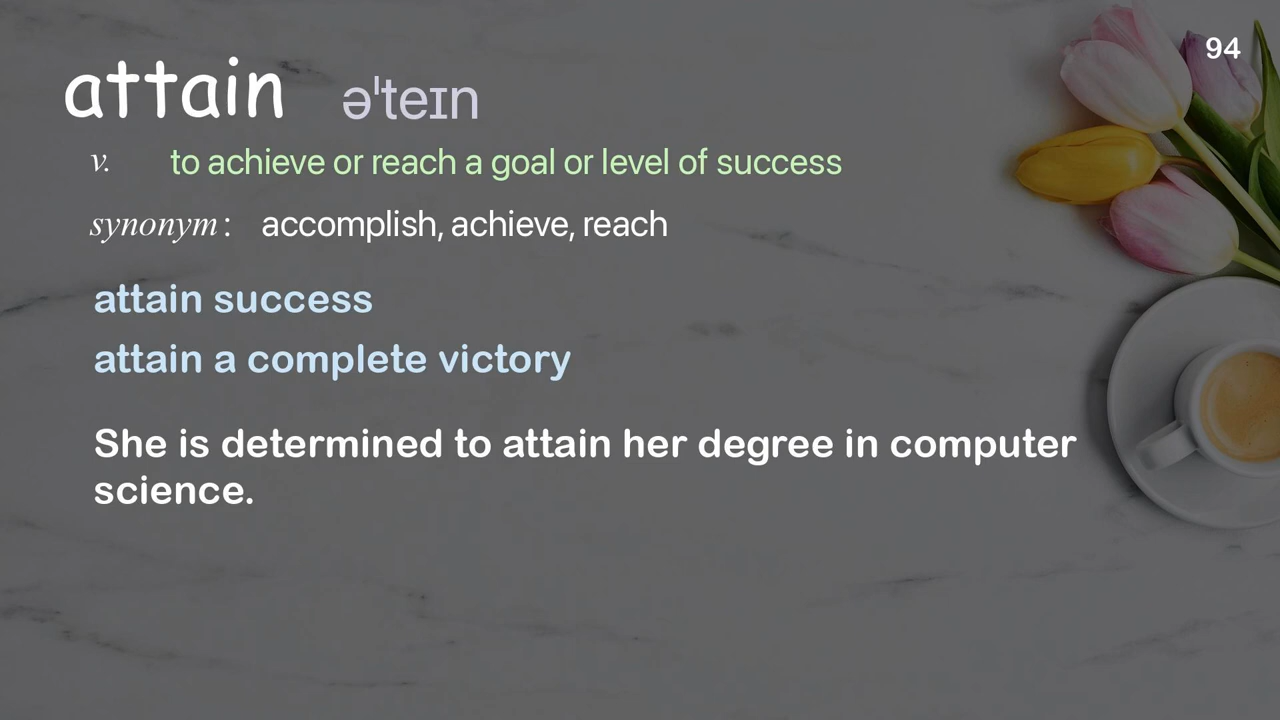 94
attain əˈteɪn
v. to achieve or reach a goal or level of success
synonym: accomplish, achieve, reach
attain success
attain a complete victory
She is determined to attain her degree in computer
science.